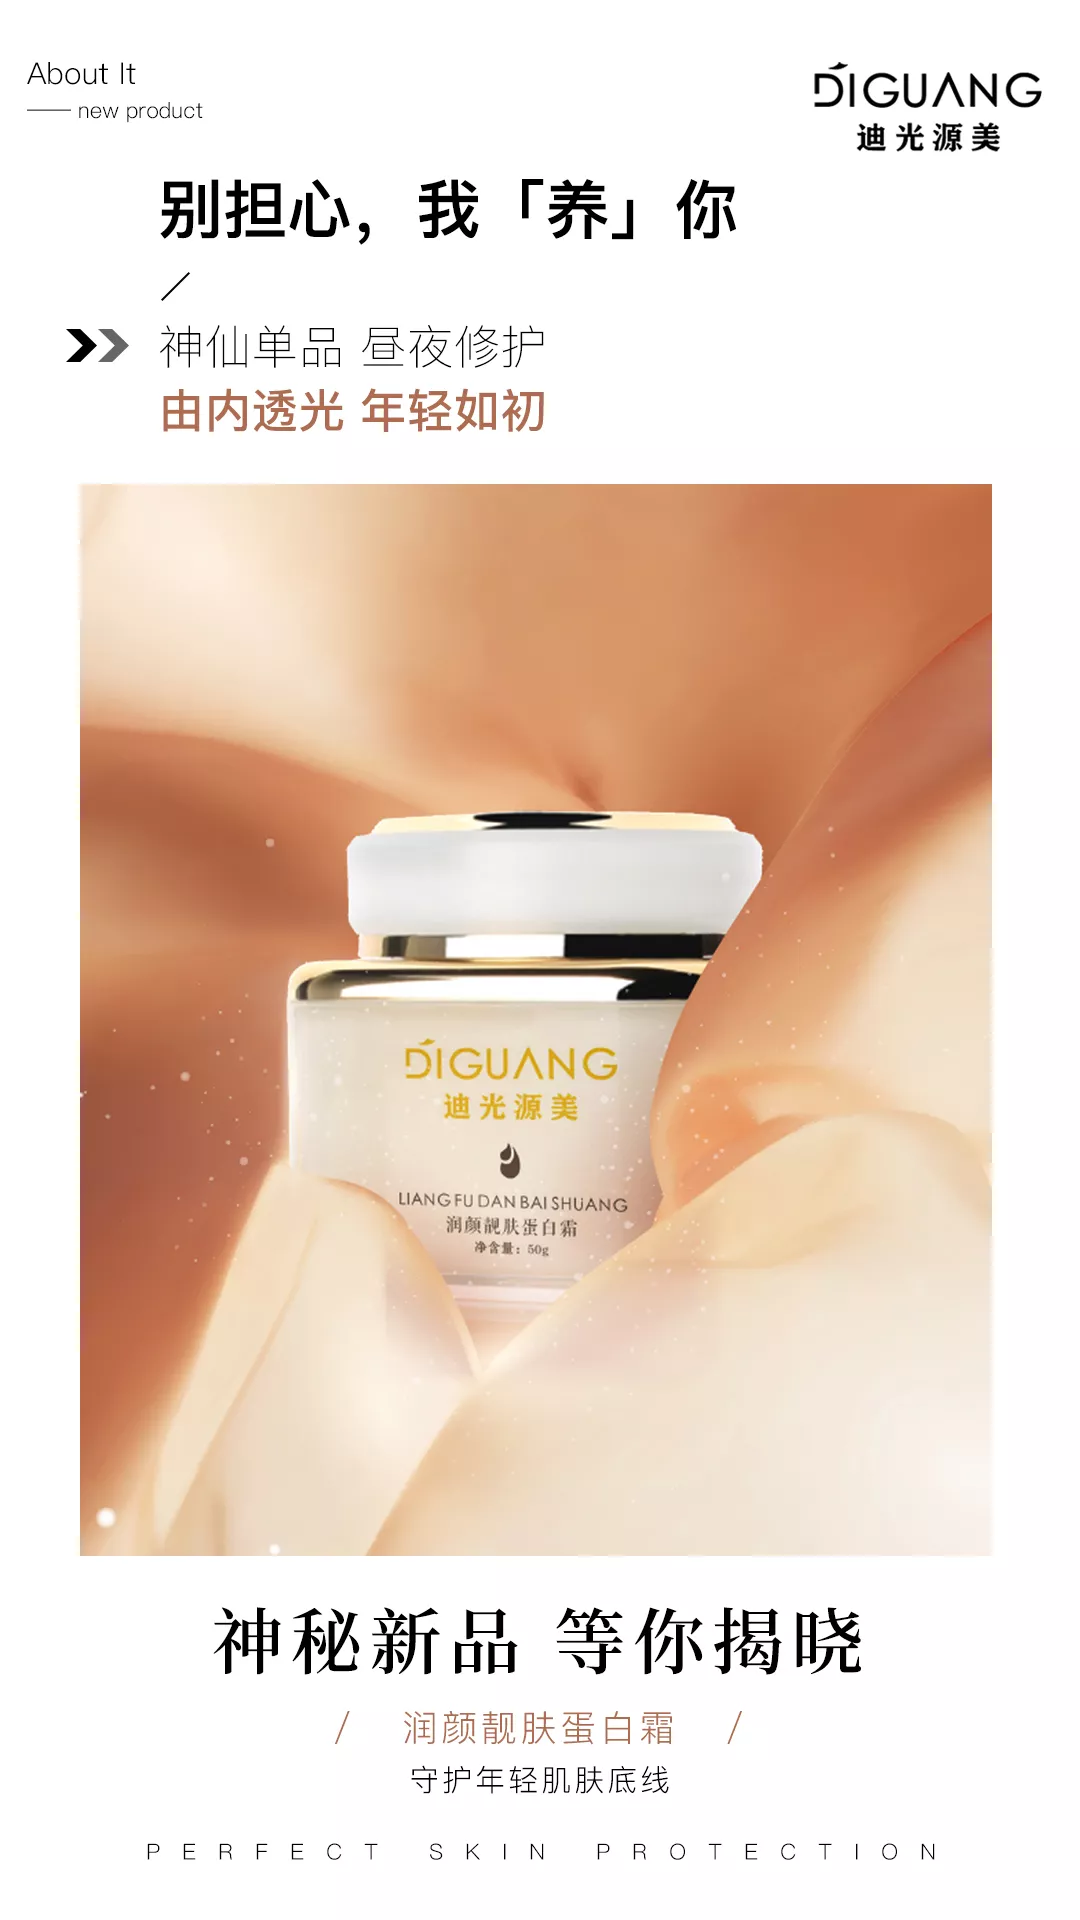 About It
new product
DIGUANG
迪光源美
别担心，我「养」你
神仙单品 昼夜修护
由内透光 年轻如初
DIGUANG
迪光源美
LIANG FU DAN BAI SHUANG
润颜靓肤蛋白霜
净含量：50g
神秘新品 等你揭晓
/ 润颜靓肤蛋白霜 /
守护年轻肌肤底线
PERFECT SKIN PROTECTION